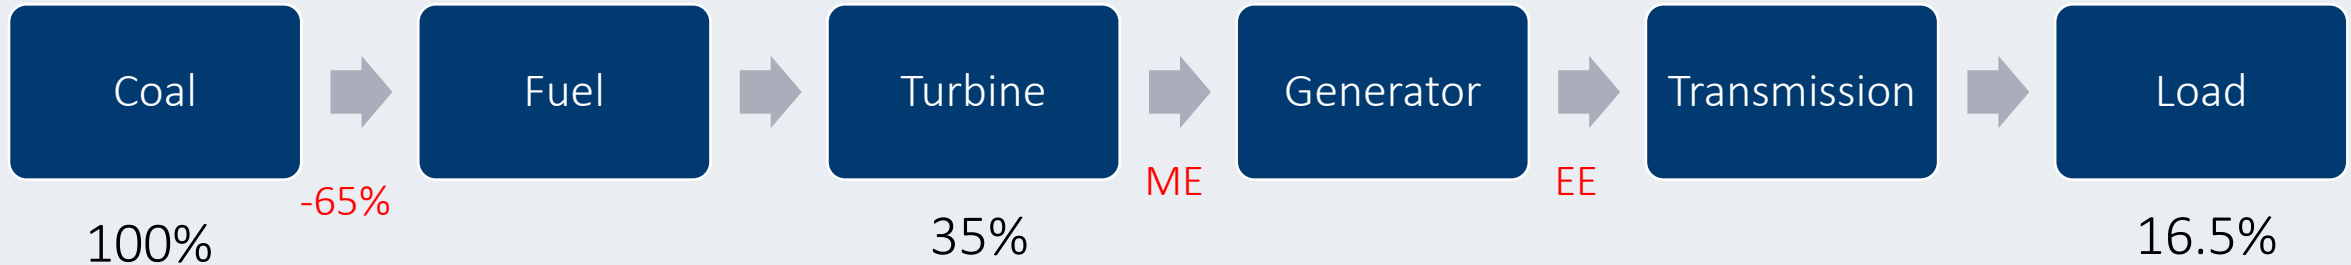 Coal
Fuel
Turbine
Generator
Transmission
Load
-65%
ME
EE
100%
35%
16.5%